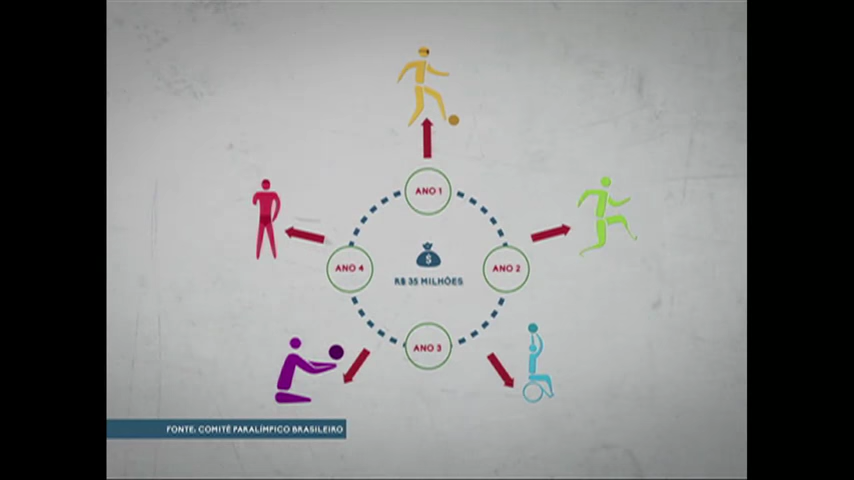 ANO 1
ANO 4
$
ANO 2
R$ 35 MILHÕES
ANO 3
FONTE: COMITÊ PARALÍMPICO BRASILEIRO